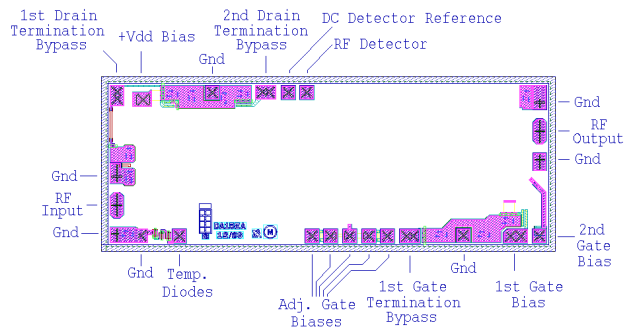 1st Drain
Termination
Bypass
+Vdd Bias
Gnd
2nd Drain
Termination
Bypass
DC Detector Reference
RF Detector
Gnd
RF
Output
Gnd
Gnd
RF
Input
Gnd
2nd
Gate
Bias
Gnd
Temp.
Diodes
Adj. Gate
Biases
1st Gate
Termination
Bypass
Gnd
1st Gate
Bias